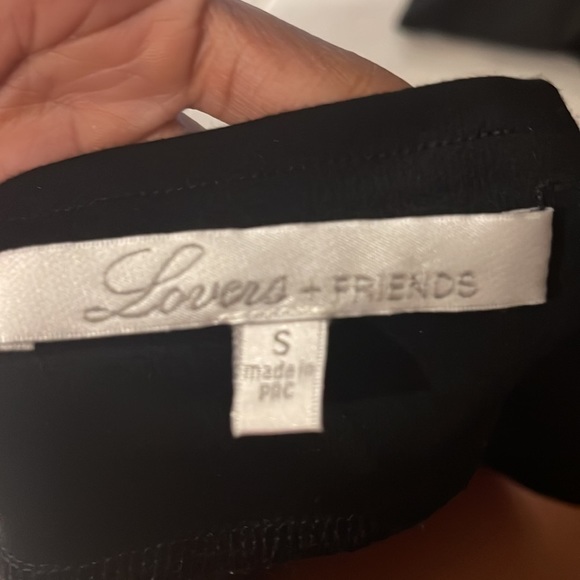 Lovers + FRIENDS
S
made in
PRC